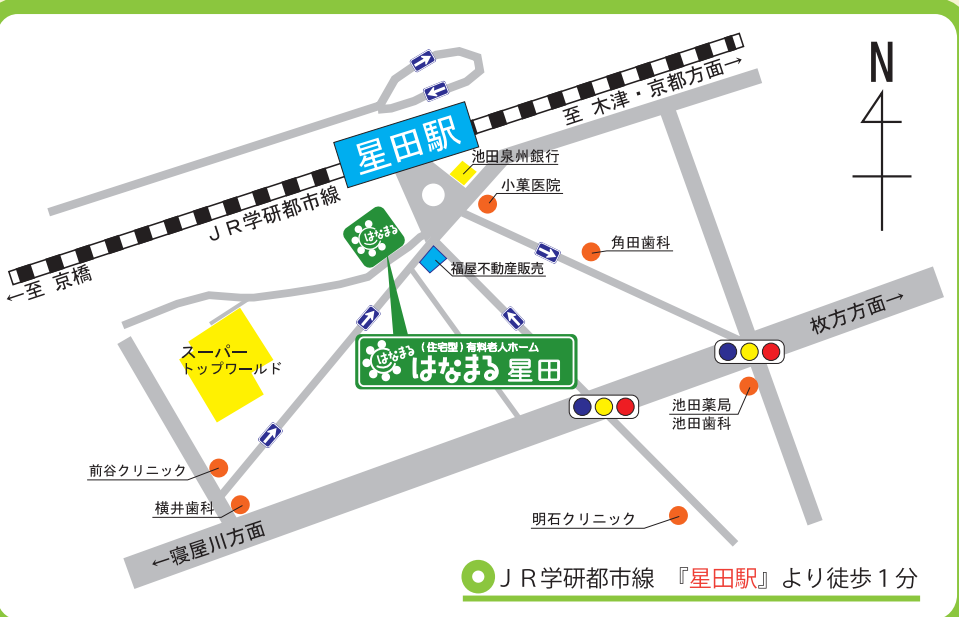 N
至 木津・京都方面→
星田駅
池田泉州銀行
小菓医院
JR学研都市線
はなまる
角田歯科
福屋不動産販売
←至 京橋
枚方方面→
スーパー
トップワールド
はなまる
(住宅型)有料老人ホーム
はなまる 星田
池田薬局
池田歯科
前谷クリニック
横井歯科
明石クリニック
←寝屋川方面
JR学研都市線 『星田駅』より徒歩1分